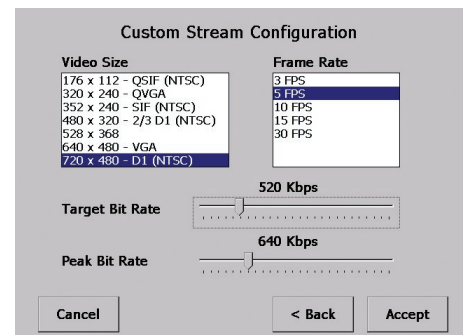 Custom Stream Configuration
Video Size
176 x 112 - QSIF (NTSC)
320 x 240 - QVGA
352 x 240 - SIF (NTSC)
480 x 320 - 2/3 D1 (NTSC)
528 x 368
640 x 480 - VGA
720 x 480 - D1 (NTSC)
Frame Rate
3 FPS
5 FPS
10 FPS
15 FPS
30 FPS
520 Kbps
Target Bit Rate
640 Kbps
Peak Bit Rate
Cancel
< Back
Accept